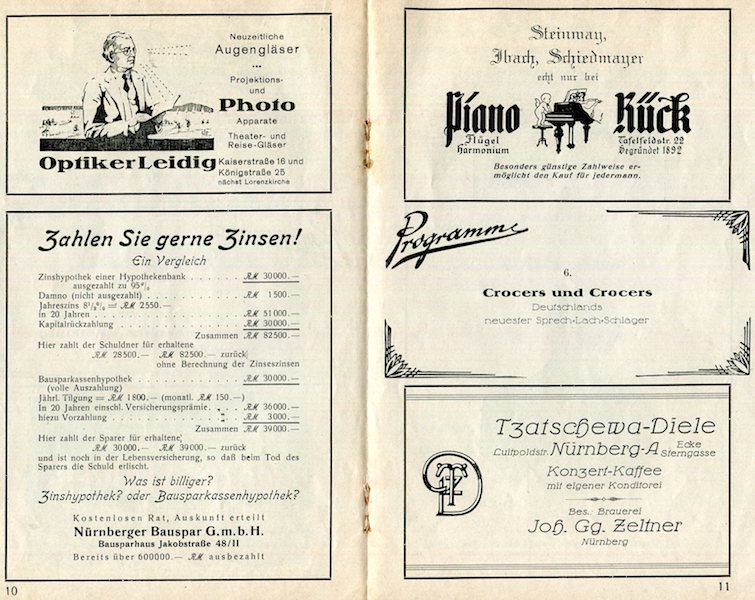 Neuzeitliche
Augengläser
...
Projektions-
und
Photo
Apparate
Theater- und
Reise-Gläser
Optiker Leidig
Kaiserstraße 16 und
Königstraße 25
nächst Lorenzkirche
Zahlen Sie gerne Zinsen!
Ein Vergleich
Zinshypothek einer Hypothekenbank . . . . . . RM 30000.—
ausgezahlt zu 95%
Damno (nicht ausgezahlt) . . . . . . . . . RM 1500.—
Jahreszins 8½% = RM 2550.—
in 20 Jahren . . . . . . . . . . . . . RM 51000.—
Kapitalrückzahlung . . . . . . . . . . . RM 30000.—
Zusammen RM 82500.—
Hier zahlt der Schuldner für erhaltene
RM 28500.— RM 82500.— zurück
ohne Berechnung der Zinseszinsen
Bausparkassenhypothek . . . . . . . . . . RM 30000.—
(volle Auszahlung)
Jährl. Tilgung = RM 1800.— (monatl. RM 150.—)
In 20 Jahren einschl. Versicherungsprämie . . RM 36000.—
hiezu Vorzahlung . . . . . . . . . . . . RM 3000.—
Zusammen RM 39000.—
Hier zahlt der Sparer für erhaltene
RM 30000.— RM 39000.— zurück
und ist noch in der Lebensversicherung, so daß beim Tod des
Sparers die Schuld erlischt.
Was ist billiger?
Zinshypothek? oder Bausparkassenhypothek?
Kostenlosen Rat, Auskunft erteilt
Nürnberger Bauspar G.m.b.H.
Bausparhaus Jakobstraße 48/II
Bereits über 600000.— RM ausbezahlt
10
Steinway,
Ibach, Schiedmayer
echt nur bei
Piano Rück
Flügel
Harmonium
Tafelfeldstr. 22
Gegründet 1892
Besonders günstige Zahlweise er-
möglicht den Kauf für jedermann.
Programm
6.
Crocers und Crocers
Deutschlands
neuester Sprech-Lach-Schlager
TZD
Tzatschewa-Diele
Luitpoldstr. Nürnberg-A Ecke Sterngasse
Konzert-Kaffee
mit eigener Konditorei
Bes.: Brauerei
Joh. Gg. Zeltner
Nürnberg
11